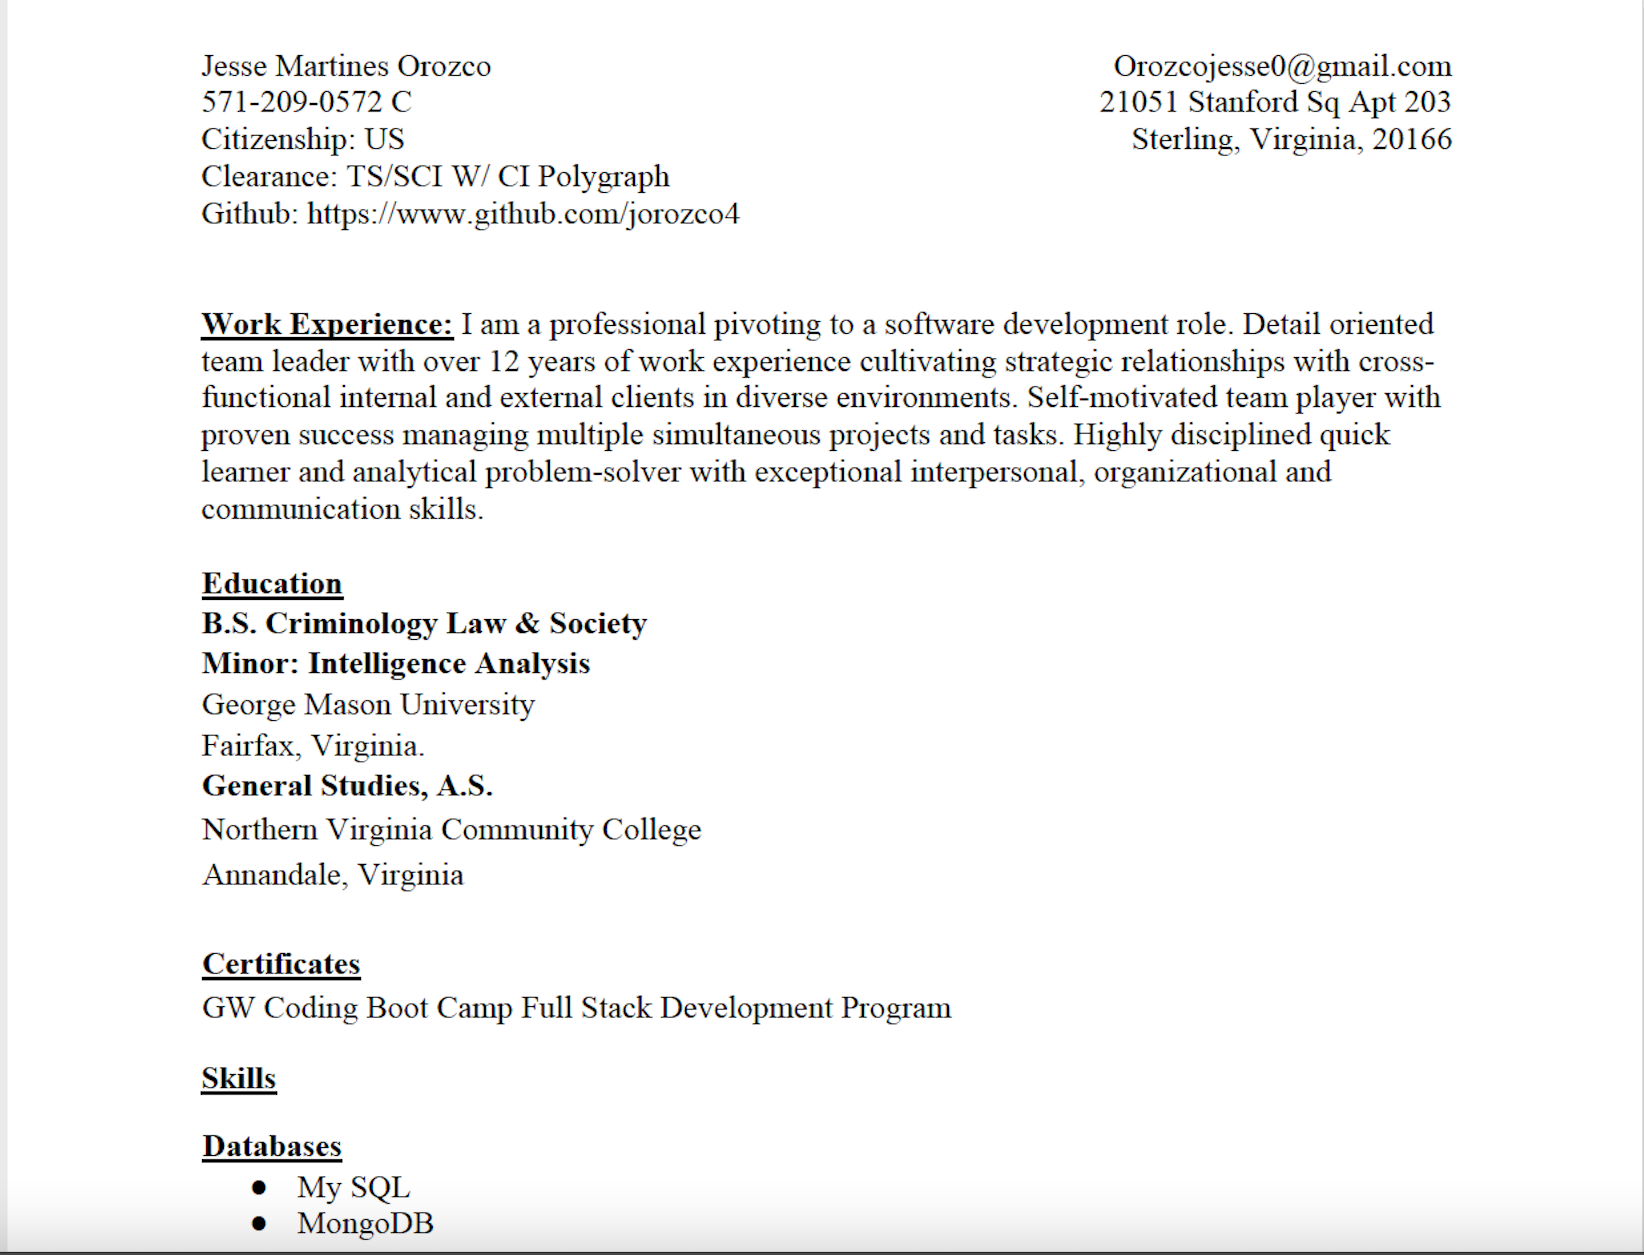 Jesse Martines Orozco
Orozcojesse0@gmail.com
571-209-0572 C
21051 Stanford Sq Apt 203
Citizenship: US
Sterling, Virginia, 20166
Clearance: TS/SCI W/ CI Polygraph
Github: https://www.github.com/jorozco4
Work Experience: I am a professional pivoting to a software development role. Detail oriented
team leader with over 12 years of work experience cultivating strategic relationships with cross-
functional internal and external clients in diverse environments. Self-motivated team player with
proven success managing multiple simultaneous projects and tasks. Highly disciplined quick
learner and analytical problem-solver with exceptional interpersonal, organizational and
communication skills.
Education
B.S. Criminology Law & Society
Minor: Intelligence Analysis
George Mason University
Fairfax, Virginia.
General Studies, A.S.
Northern Virginia Community College
Annandale, Virginia
Certificates
GW Coding Boot Camp Full Stack Development Program
Skills
Databases
● My SQL
● MongoDB